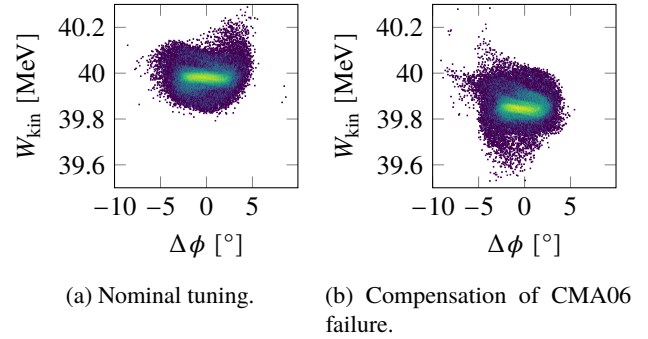 40.2
40
39.8
39.6
W_kin [MeV]
−10 −5 0 5
Δϕ [°]
(a) Nominal tuning.
40.2
40
39.8
39.6
W_kin [MeV]
−10 −5 0 5
Δϕ [°]
(b) Compensation of CMA06
failure.